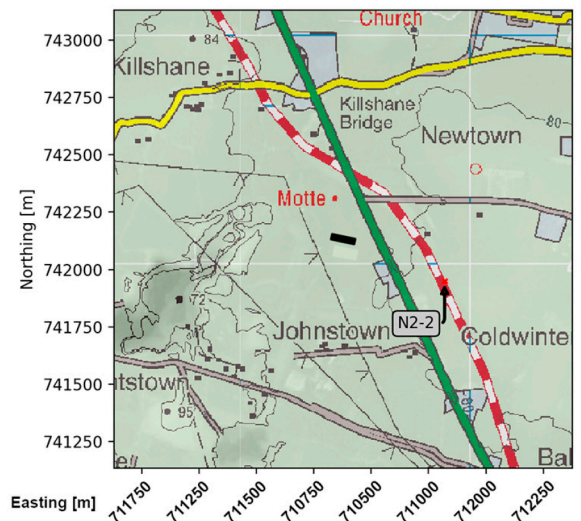 743000
742750
742500
742250
742000
741750
741500
741250
Northing [m]
Church
84
Killshane
Killshane
Bridge
80
Newtown
Motte
72
N2-2
Johnstown
Coldwinte
ntstown
95
Bal
ell
Easting [m]
711750
711250
711500
710750
710500
711000
712000
712250